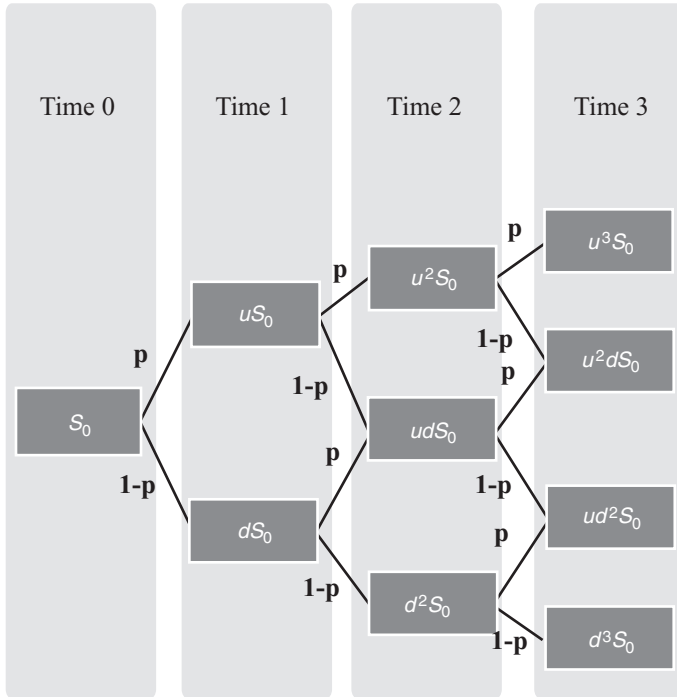 Time 0 Time 1 Time 2 Time 3
p u³S₀
p u²S₀
uS₀ 1-p
p 1-p p u²dS₀
S₀ udS₀
1-p p 1-p ud²S₀
dS₀ p
1-p d²S₀
1-p d³S₀